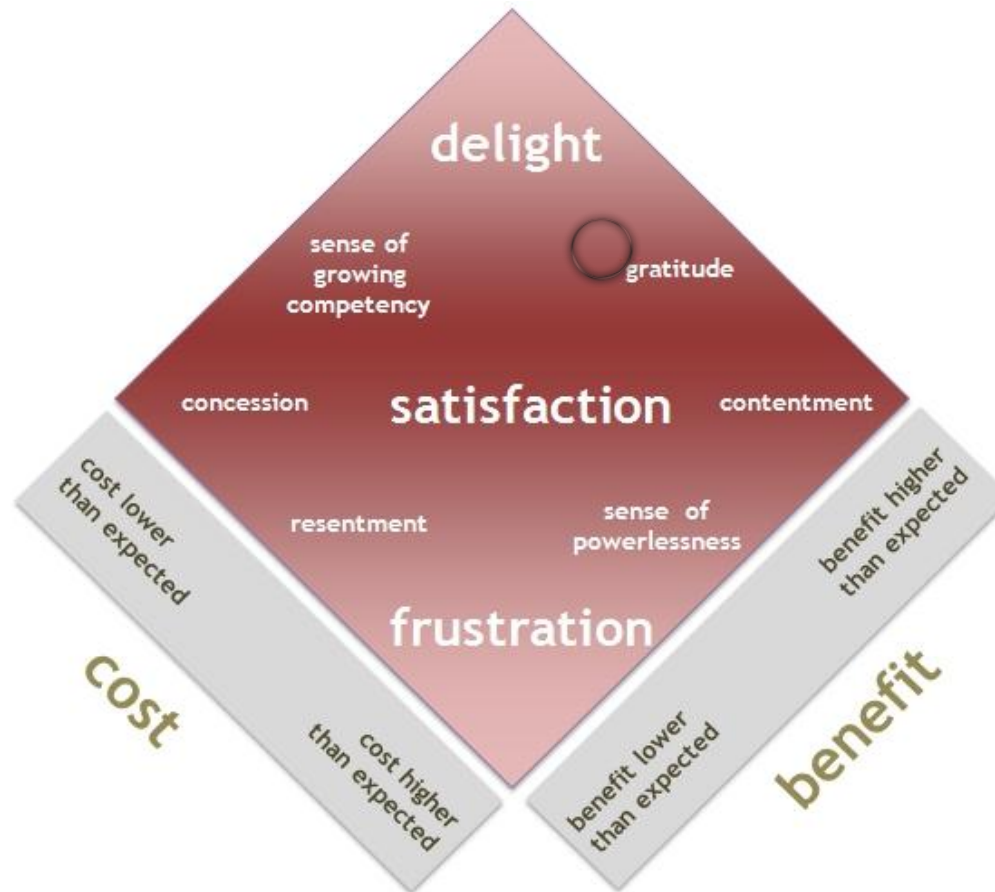 delight
sense of
growing
competency
gratitude
concession
satisfaction
contentment
resentment
sense of
powerlessness
frustration
cost lower
than expected
cost higher
than expected
cost
benefit lower
than expected
benefit higher
than expected
benefit